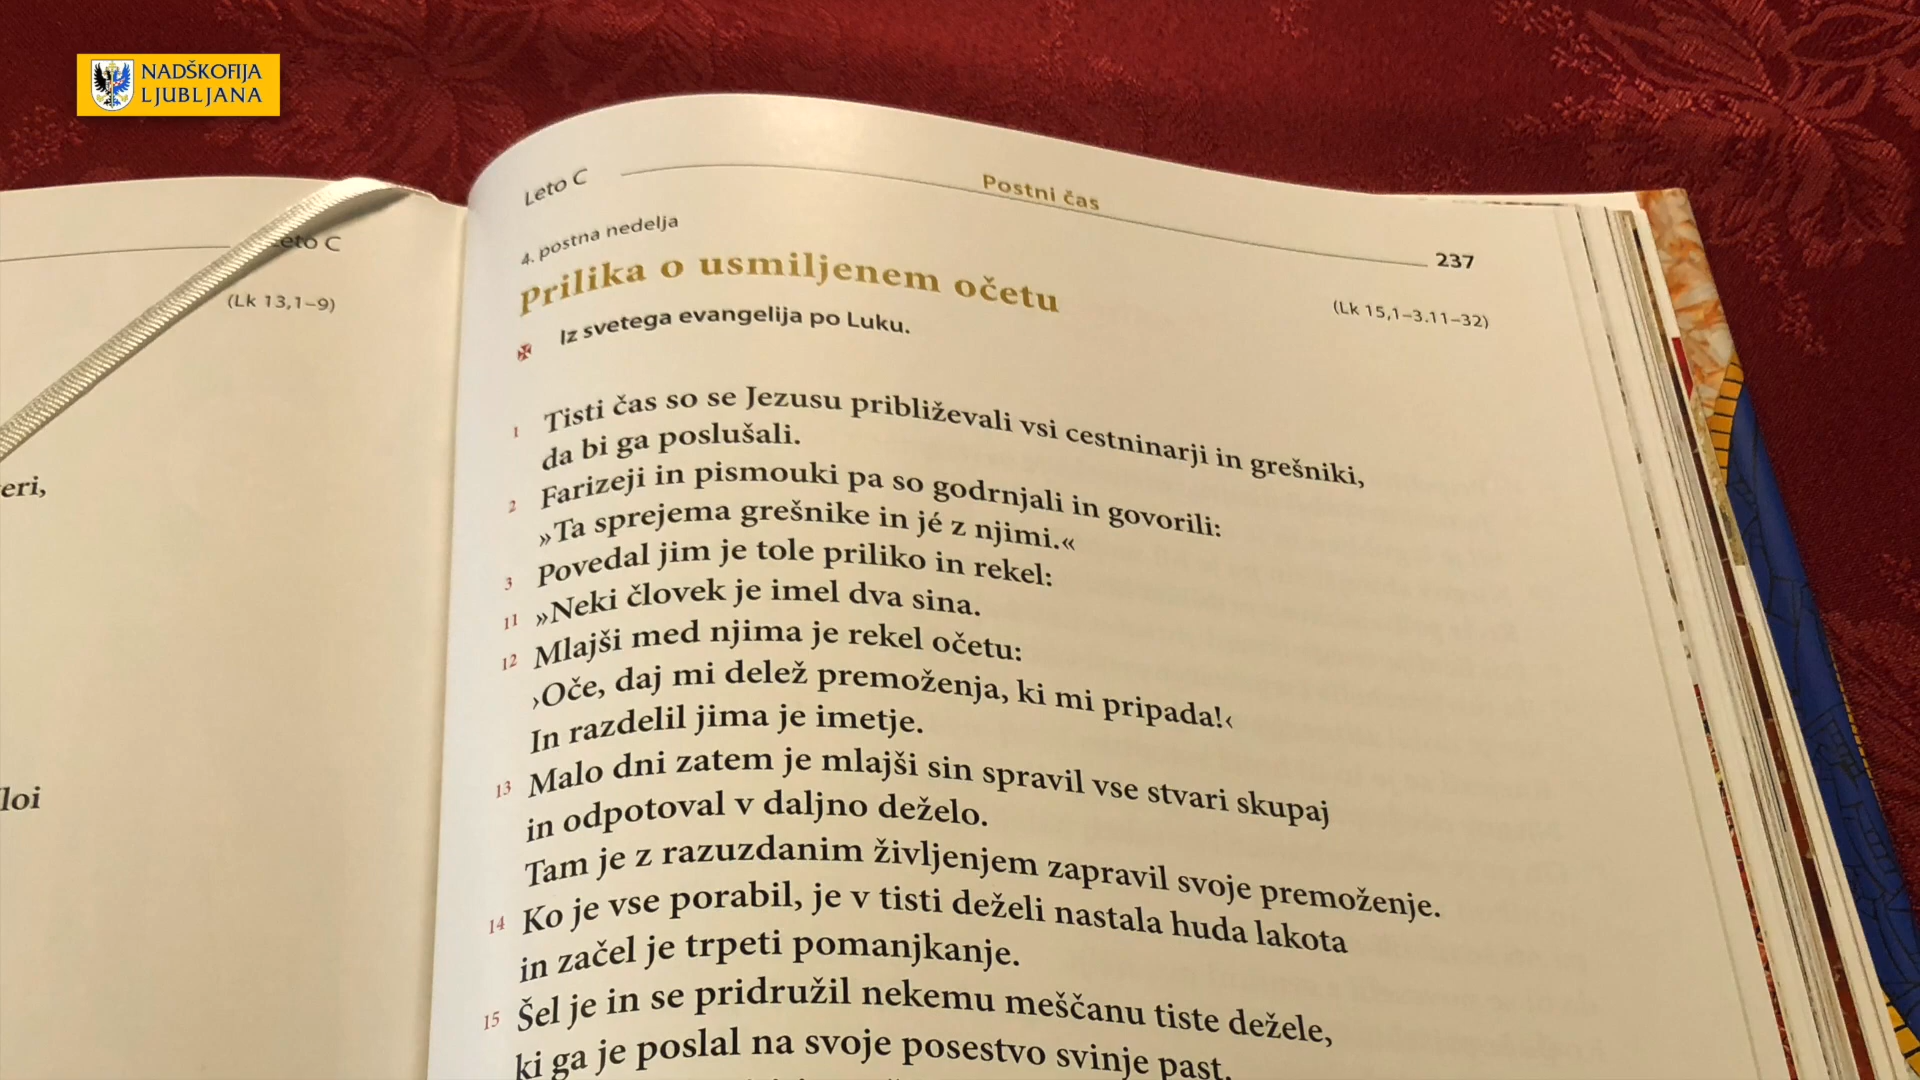 NADŠKOFIJA
LJUBLJANA
Leto C
(Lk 13,1–9)
Leto C
Postni čas
237
4. postna nedelja
Prilika o usmiljenem očetu
(Lk 15,1–3.11–32)
Iz svetega evangelija po Luku.
1 Tisti čas so se Jezusu približevali vsi cestninarji in grešniki,
da bi ga poslušali.
2 Farizeji in pismouki pa so godrnjali in govorili:
»Ta sprejema grešnike in jé z njimi.«
3 Povedal jim je tole priliko in rekel:
11 »Neki človek je imel dva sina.
12 Mlajši med njima je rekel očetu:
›Oče, daj mi delež premoženja, ki mi pripada!‹
In razdelil jima je imetje.
13 Malo dni zatem je mlajši sin spravil vse stvari skupaj
in odpotoval v daljno deželo.
Tam je z razuzdanim življenjem zapravil svoje premoženje.
14 Ko je vse porabil, je v tisti deželi nastala huda lakota
in začel je trpeti pomanjkanje.
15 Šel je in se pridružil nekemu meščanu tiste dežele,
ki ga je poslal na svoje posestvo svinje past.